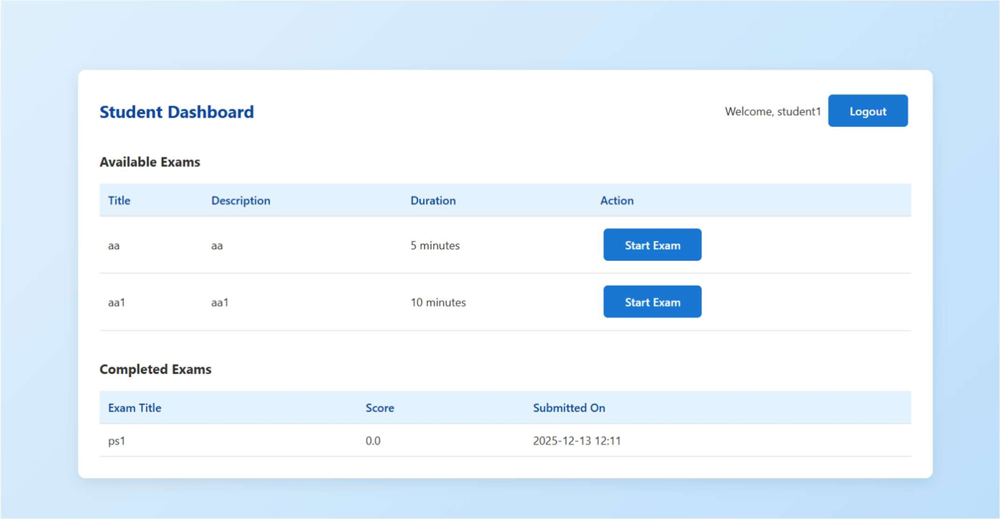 Student Dashboard
Welcome, student1 Logout
Available Exams
Title Description Duration Action
aa aa 5 minutes Start Exam
aa1 aa1 10 minutes Start Exam
Completed Exams
Exam Title Score Submitted On
ps1 0.0 2025-12-13 12:11